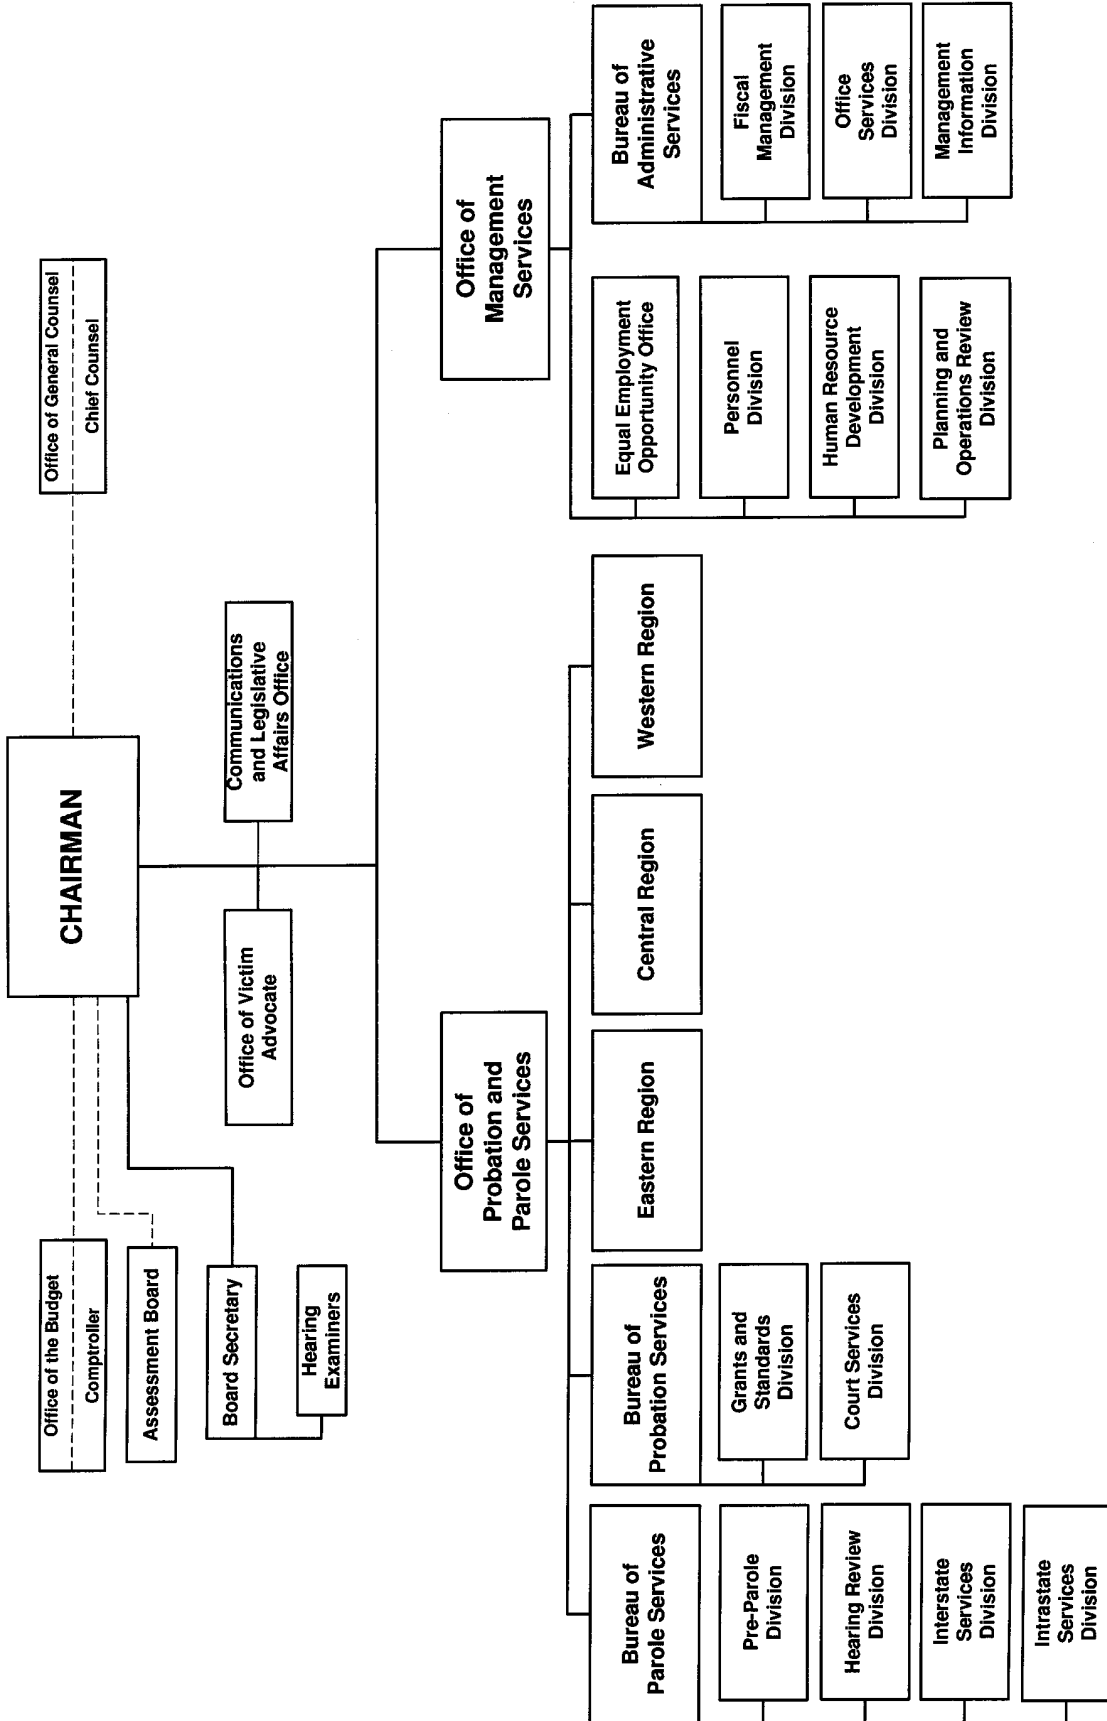 CHAIRMAN
Office of the Budget
Comptroller
Assessment Board
Board Secretary
Hearing
Examiners
Office of General Counsel
Chief Counsel
Office of Victim
Advocate
Communications
and Legislative
Affairs Office
Office of
Probation and
Parole Services
Office of
Management
Services
Bureau of
Parole Services
Pre-Parole
Division
Hearing Review
Division
Interstate
Services
Division
Intrastate
Services
Division
Bureau of
Probation Services
Grants and
Standards
Division
Court Services
Division
Eastern Region
Central Region
Western Region
Equal Employment
Opportunity Office
Personnel
Division
Human Resource
Development
Division
Planning and
Operations Review
Division
Bureau of
Administrative
Services
Fiscal
Management
Division
Office
Services
Division
Management
Information
Division